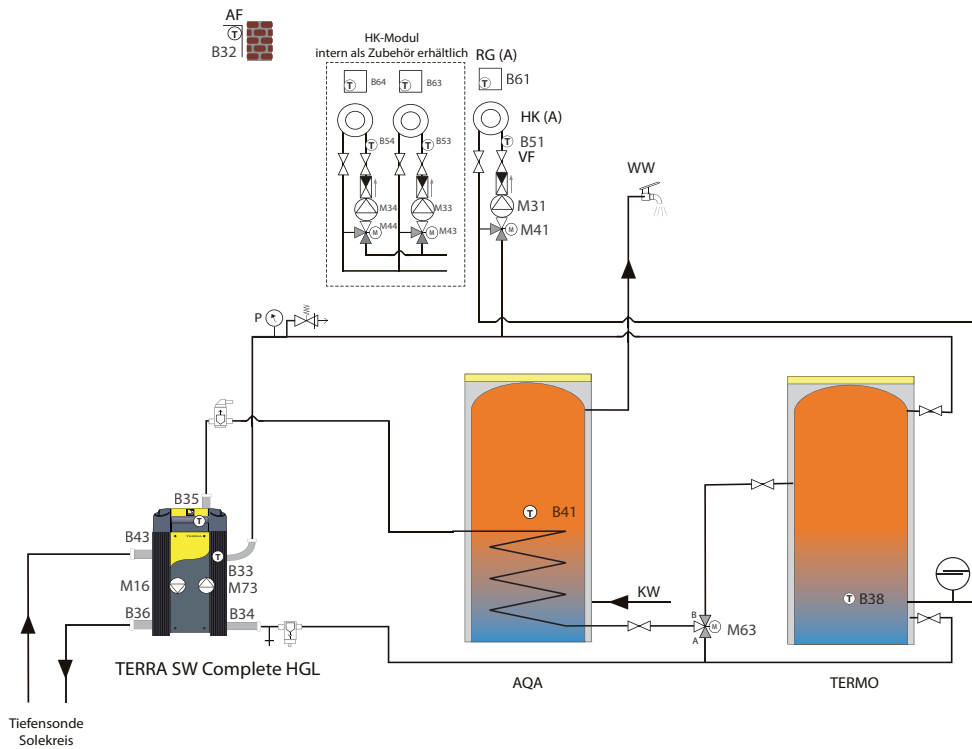 AF
T
B32
HK-Modul
intern als Zubehör erhältlich
RG (A)
T
B64
T
B63
T
B61
HK (A)
T
B54
T
B53
T
B51
VF
WW
M34
M33
M31
M
M44
M
M43
M
M41
P
B35
T
B41
T
TERRA
B43
T
B33
M16
M73
KW
T
B38
B36
B34
B
M
M63
A
TERRA SW Complete HGL
AQA
TERMO
Tiefensonde
Solekreis